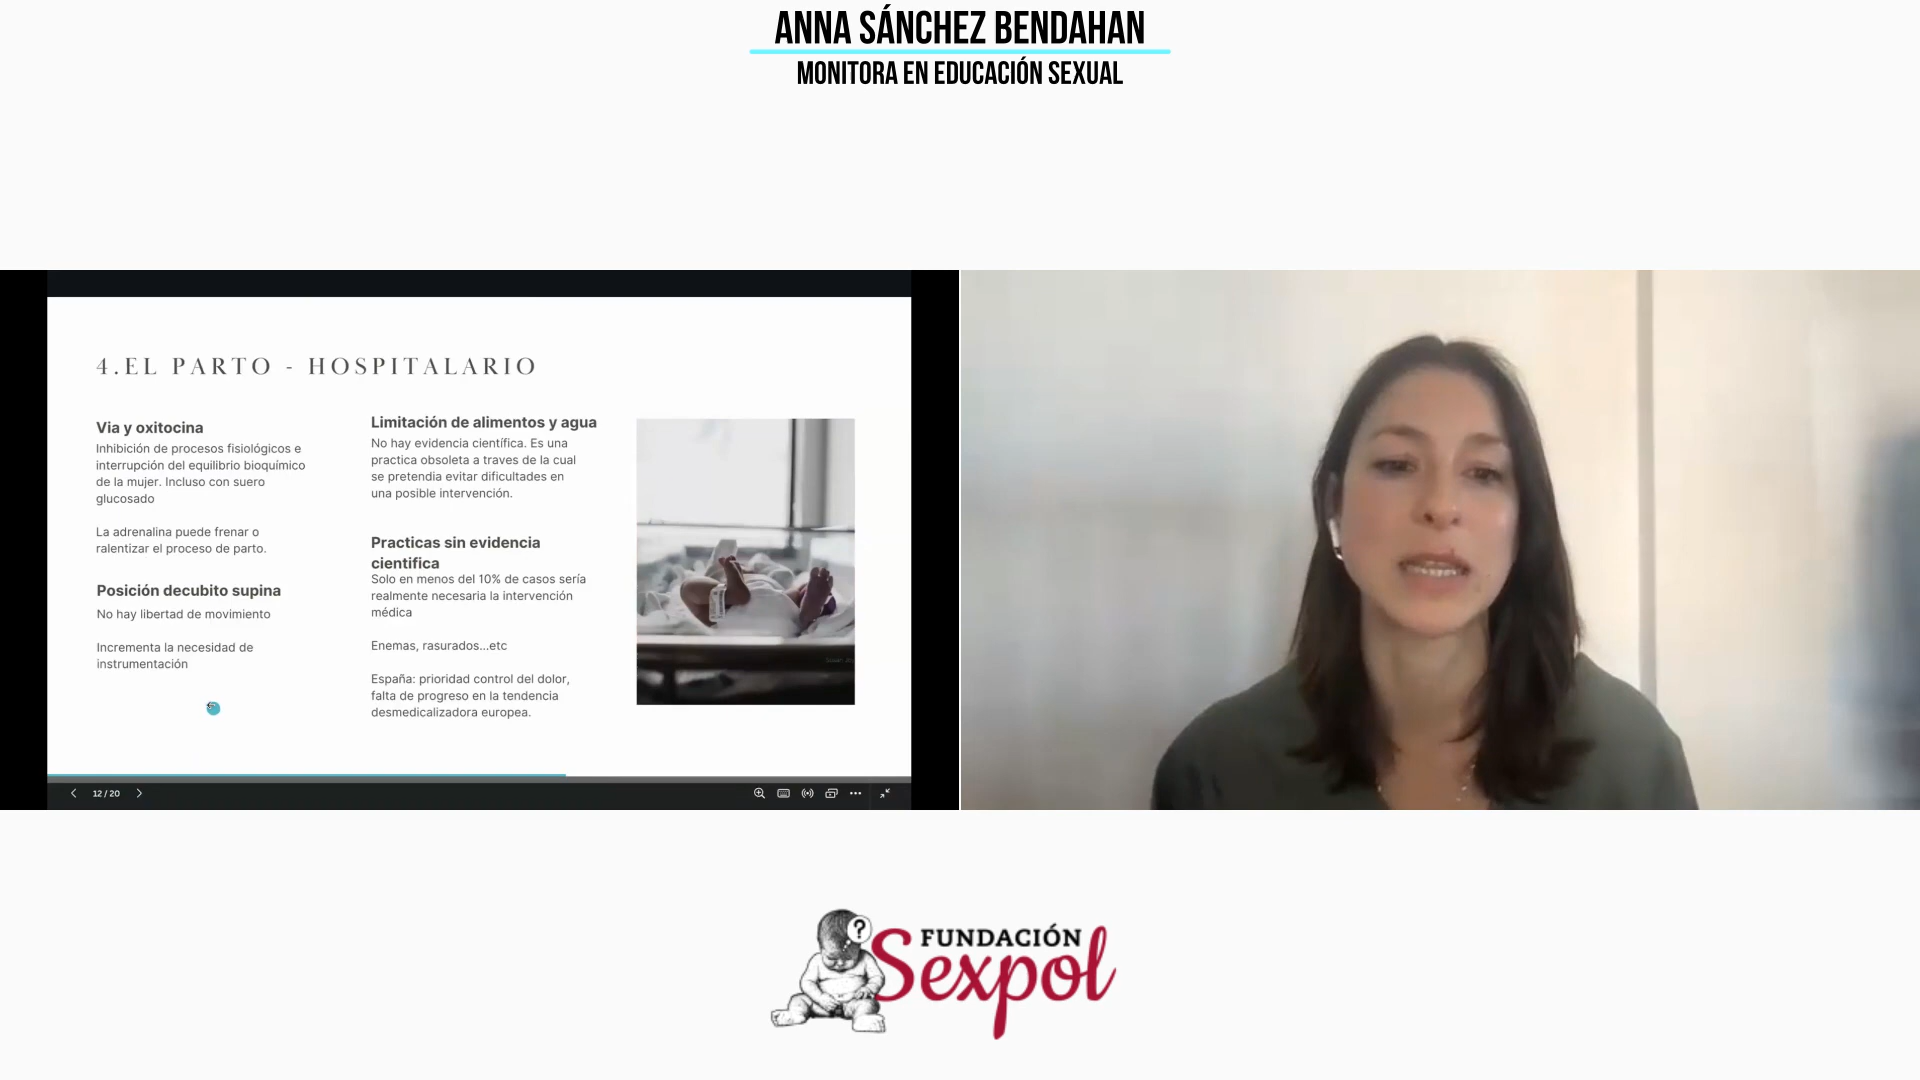 ANNA SÁNCHEZ BENDAHAN
MONITORA EN EDUCACIÓN SEXUAL
4.EL PARTO - HOSPITALARIO
Via y oxitocina
Inhibición de procesos fisiológicos e
interrupción del equilibrio bioquímico
de la mujer. Incluso con suero
glucosado
La adrenalina puede frenar o
ralentizar el proceso de parto.
Posición decubito supina
No hay libertad de movimiento
Incrementa la necesidad de
instrumentación
Limitación de alimentos y agua
No hay evidencia científica. Es una
practica obsoleta a traves de la cual
se pretendia evitar dificultades en
una posible intervención.
Practicas sin evidencia
cientifica
Solo en menos del 10% de casos sería
realmente necesaria la intervención
médica
Enemas, rasurados...etc
España: prioridad control del dolor,
falta de progreso en la tendencia
desmedicalizadora europea.
12 / 20
?
FUNDACIÓN
Sexpol